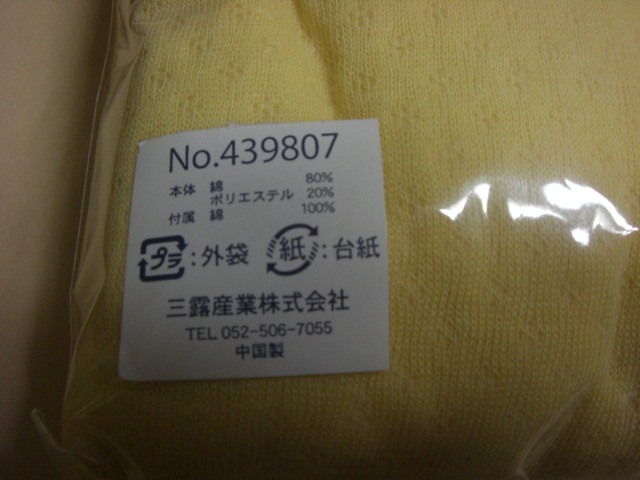 No.439807
本体 綿 80%
ポリエステル 20%
付属 綿 100%
プラ:外袋 紙:台紙
三露産業株式会社
TEL 052-506-7055
中国製